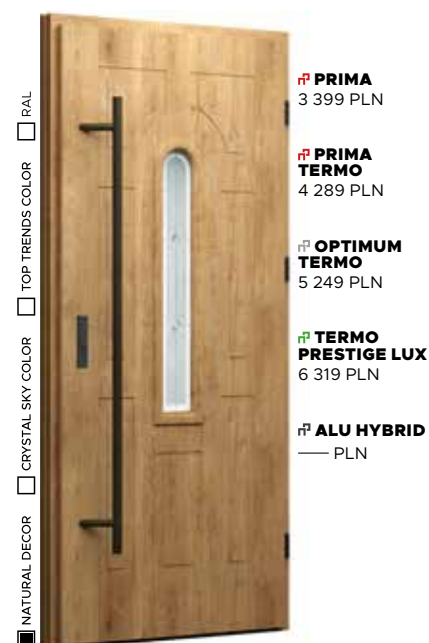 PRIMA
3 399 PLN
PRIMA
TERMO
4 289 PLN
OPTIMUM
TERMO
5 249 PLN
TERMO
PRESTIGE LUX
6 319 PLN
ALU HYBRID
—— PLN
RAL
TOP TRENDS COLOR
CRYSTAL SKY COLOR
NATURAL DECOR